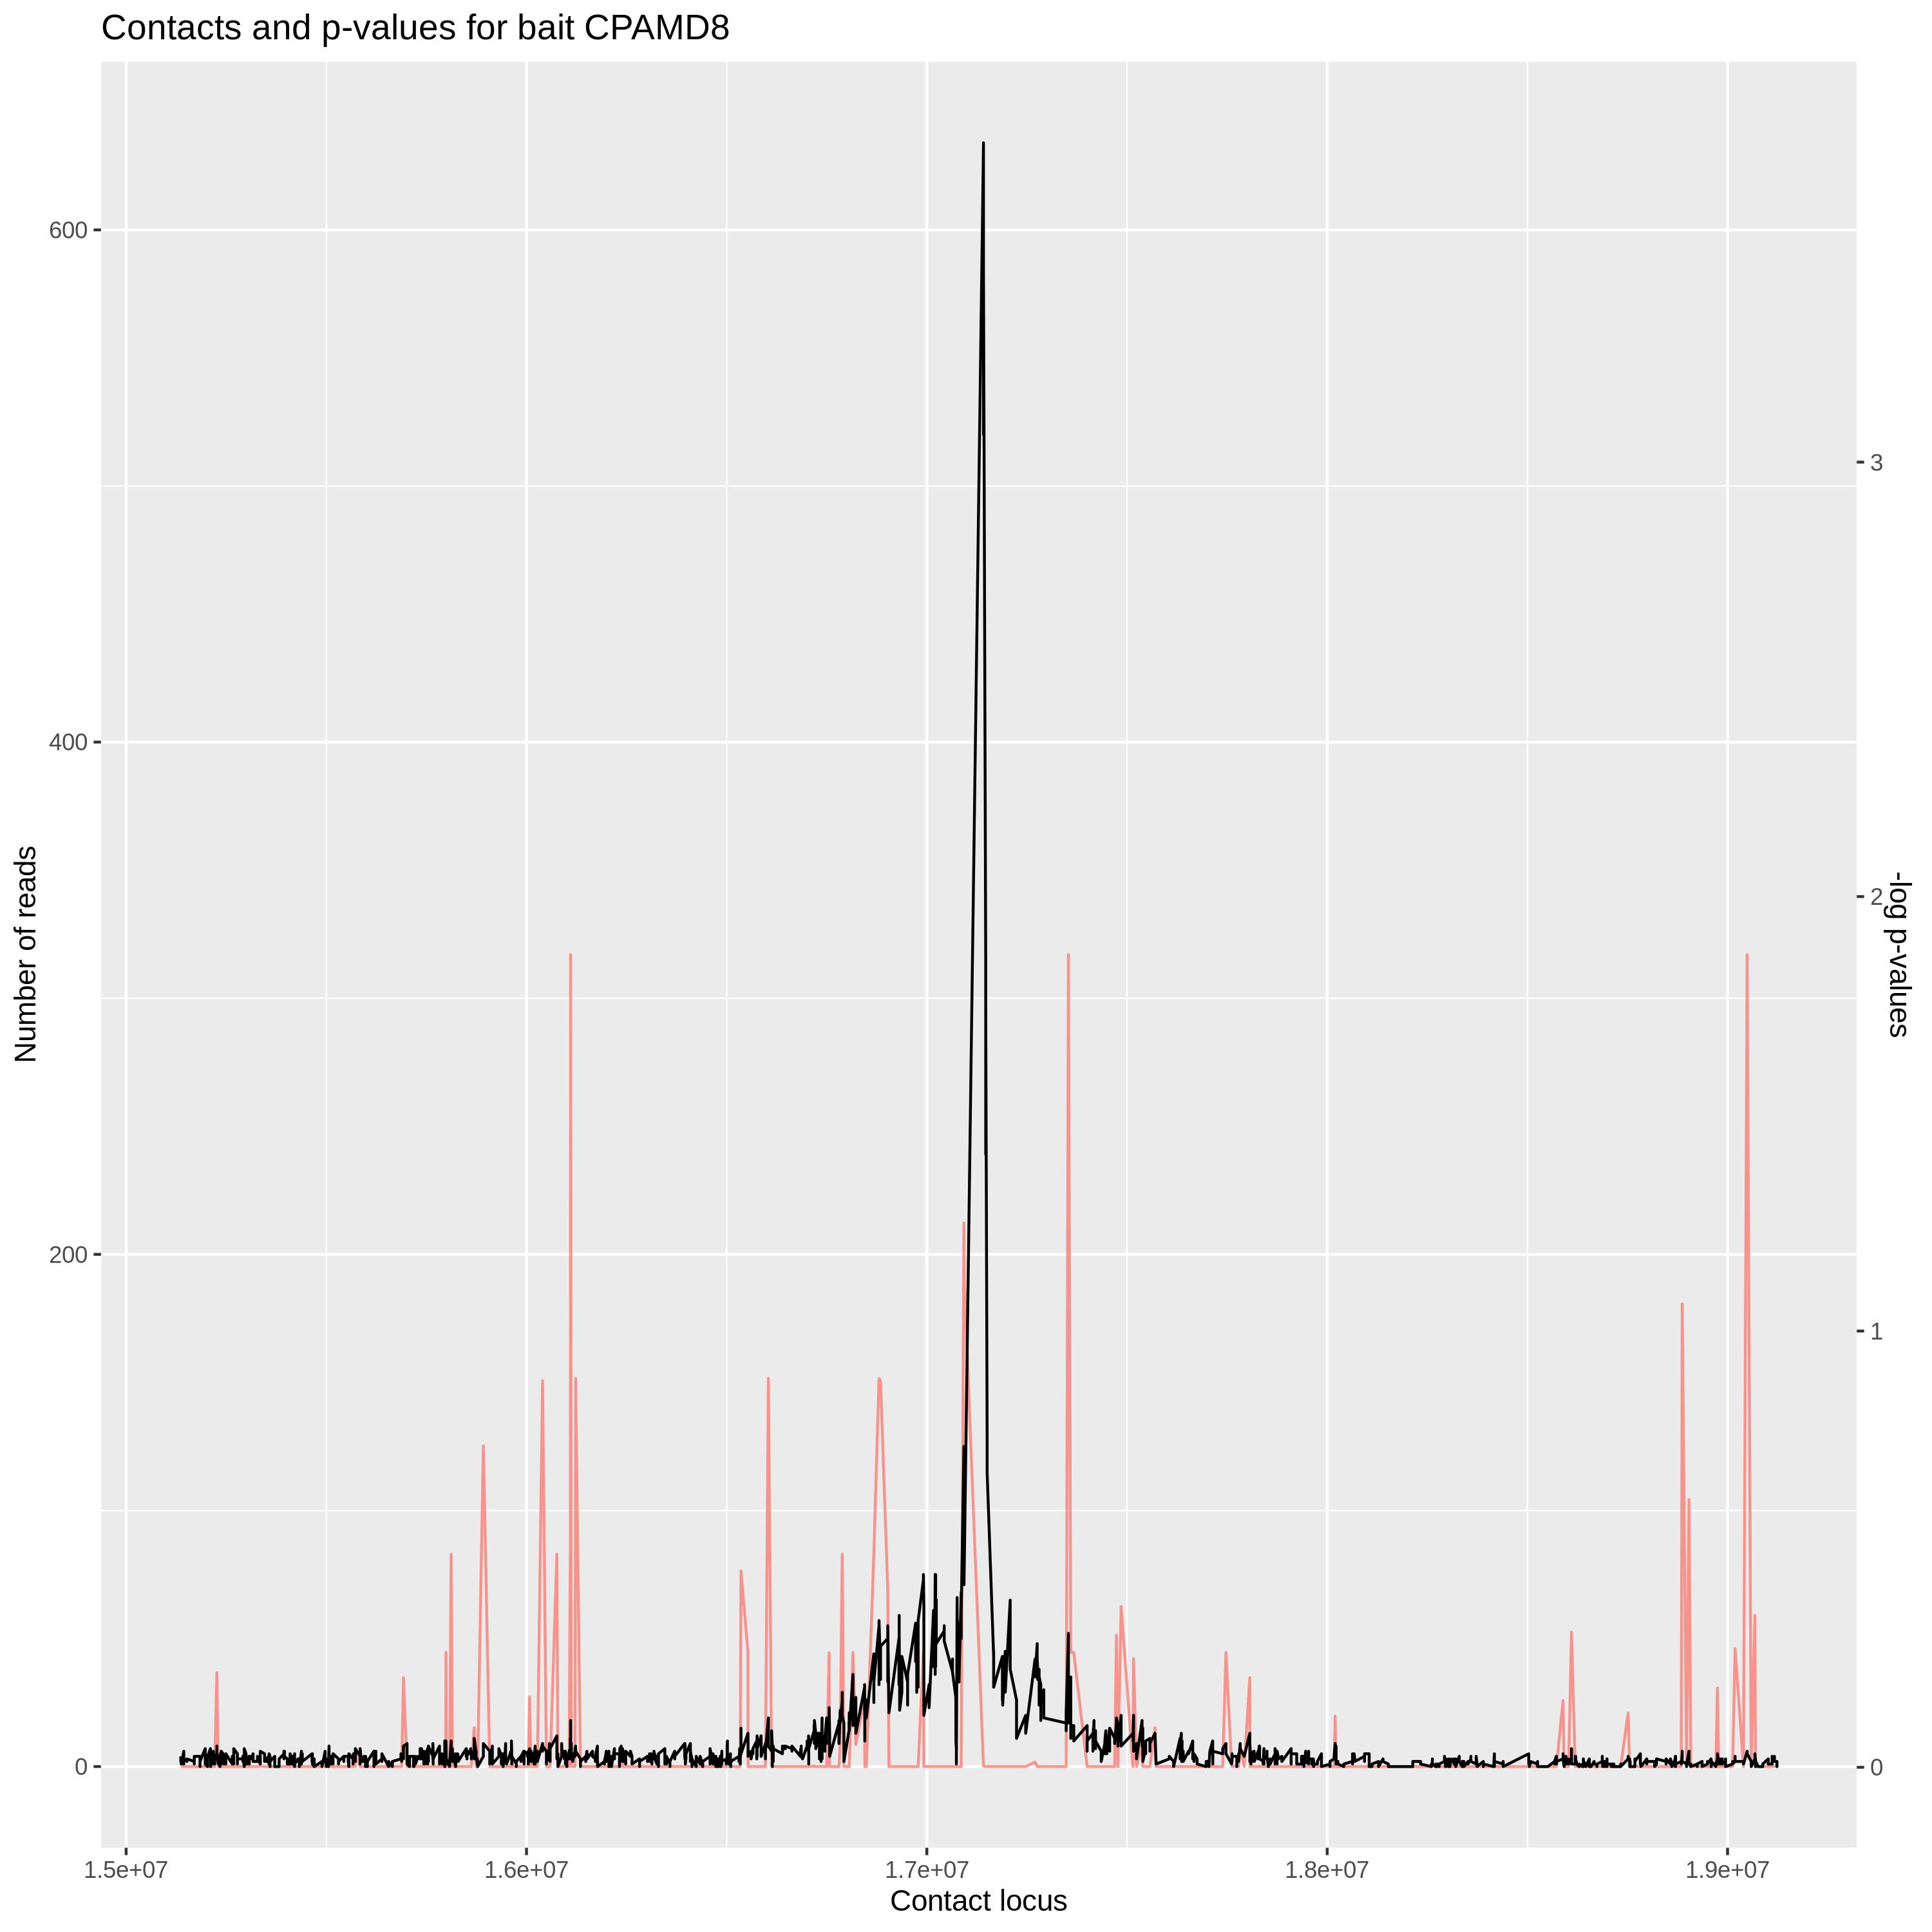 Contacts and p-values for bait CPAMD8
600
400
200
0
Number of reads
3
2
1
0
-log p-values
1.5e+07 1.6e+07 1.7e+07 1.8e+07 1.9e+07
Contact locus